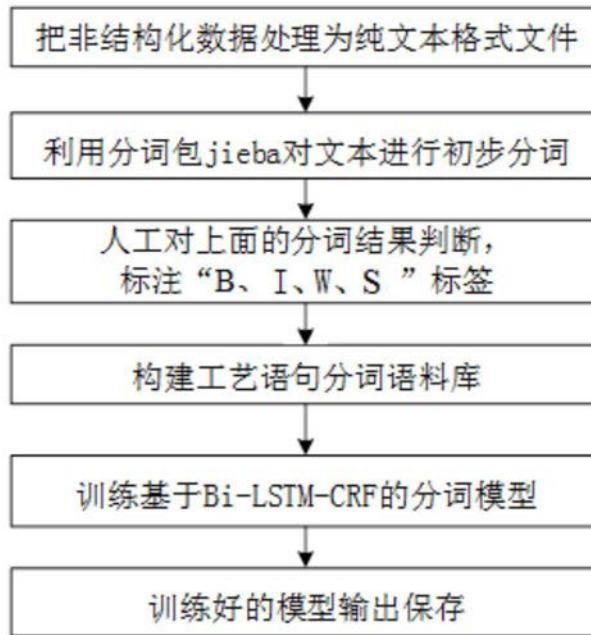 把非结构化数据处理为纯文本格式文件
利用分词包jieba对文本进行初步分词
人工对上面的分词结果判断，
标注“B、I、W、S ”标签
构建工艺语句分词语料库
训练基于Bi-LSTM-CRF的分词模型
训练好的模型输出保存